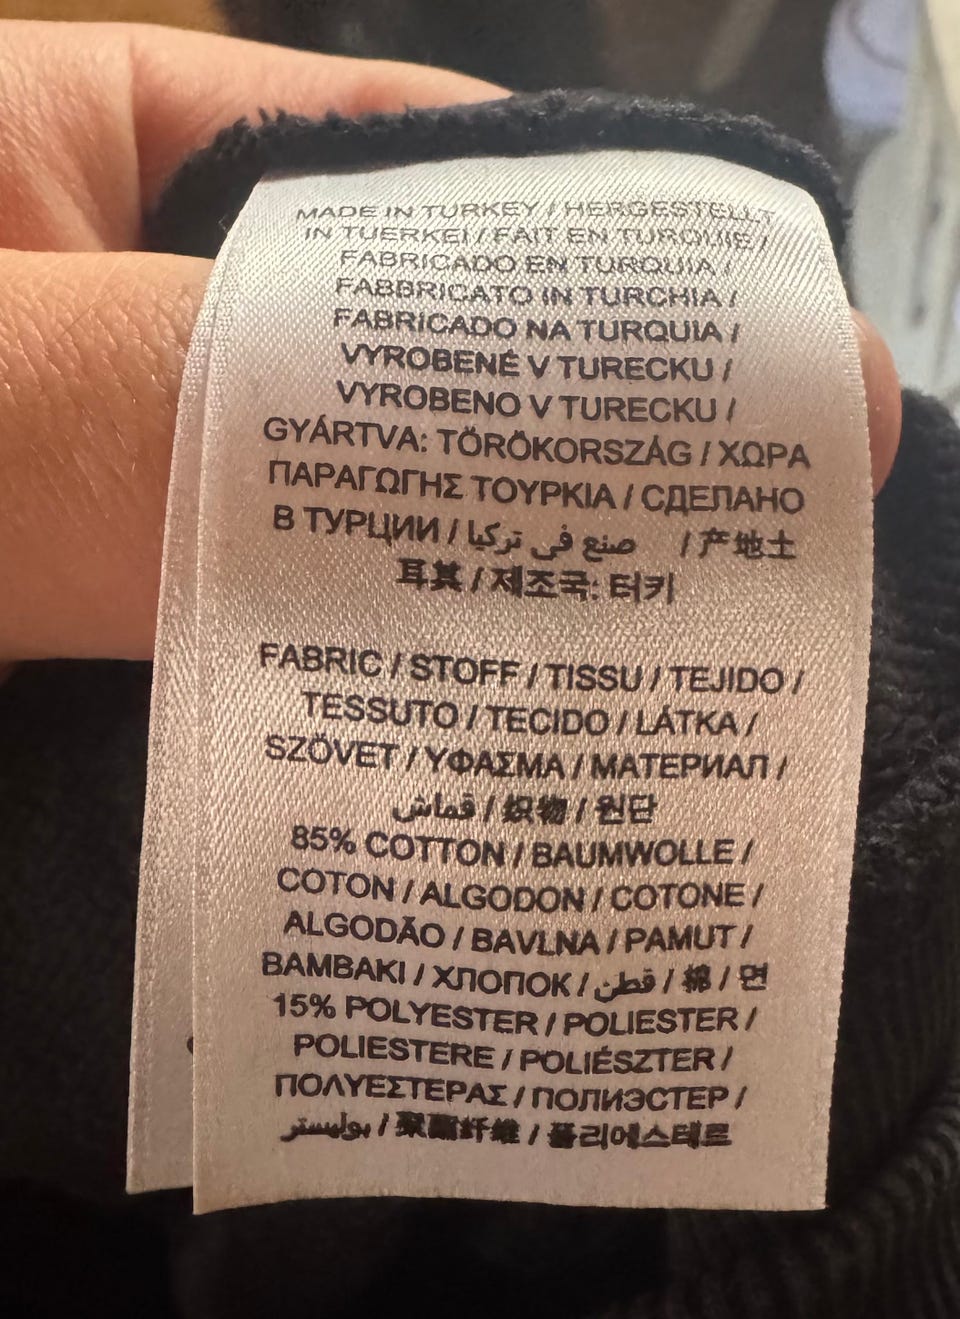 MADE IN TURKEY / HERGESTELLT
IN TUERKEI / FAIT EN TURQUIE /
FABRICADO EN TURQUIA /
FABBRICATO IN TURCHIA /
FABRICADO NA TURQUIA /
VYROBENÉ V TURECKU /
VYROBENO V TURECKU /
GYÁRTVA: TÖRÖKORSZÁG / ΧΩΡΑ
ΠΑΡΑΓΩΓΗΣ ΤΟΥΡΚΙΑ / СДЕЛАНО
В ТУРЦИИ / صنع في تركيا / 产地土
耳其 / 제조국: 터키
FABRIC / STOFF / TISSU / TEJIDO /
TESSUTO / TECIDO / LÁTKA /
SZÖVET / ΥΦΑΣΜΑ / МАТЕРИАЛ /
قماش / 织物 / 원단
85% COTTON / BAUMWOLLE /
COTON / ALGODON / COTONE /
ALGODÃO / BAVLNA / PAMUT /
BAMBAKI / ХЛОПОК / قطن / 棉 / 면
15% POLYESTER / POLIESTER /
POLIESTERE / POLIÉSZTER /
ΠΟΛΥΕΣΤΕΡΑΣ / ПОЛИЭСТЕР /
بوليستر / 聚酯纤维 / 폴리에스테르